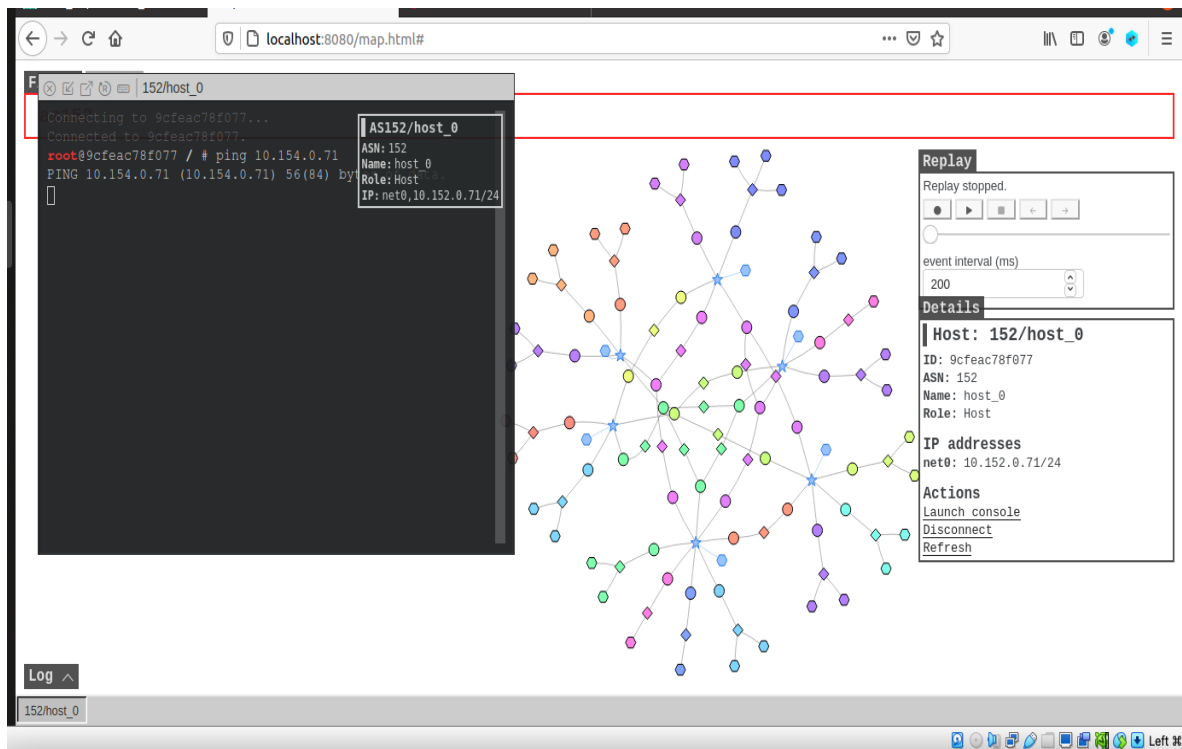 localhost:8080/map.html#
152/host_0
Connecting to 9cfeac78f077...
Connected to 9cfeac78f077.
root@9cfeac78f077 / # ping 10.154.0.71
PING 10.154.0.71 (10.154.0.71) 56(84)
AS152/host_0
ASN: 152
Name: host_0
Role: Host
IP: net0,10.152.0.71/24
Replay
Replay stopped.
event interval (ms)
200
Details
Host: 152/host_0
ID: 9cfeac78f077
ASN: 152
Name: host_0
Role: Host
IP addresses
net0: 10.152.0.71/24
Actions
Launch console
Disconnect
Refresh
Log
152/host_0
Left ⌘